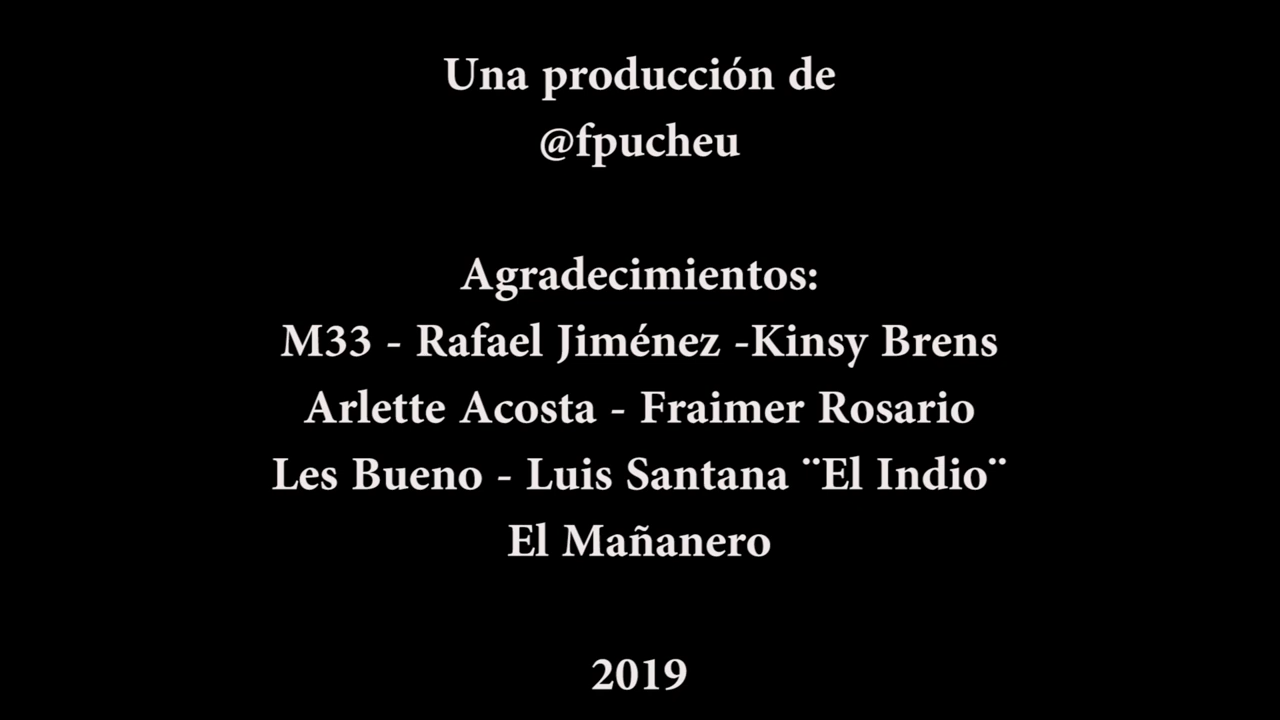 Una producción de
@fpucheu
Agradecimientos:
M33 - Rafael Jiménez -Kinsy Brens
Arlette Acosta - Fraimer Rosario
Les Bueno - Luis Santana ¨El Indio¨
El Mañanero
2019